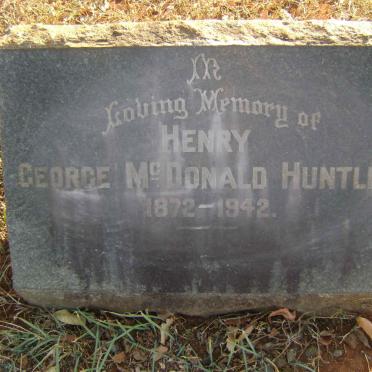 In
Loving Memory of
HENRY
GEORGE McDONALD HUNTL
1872-1942.